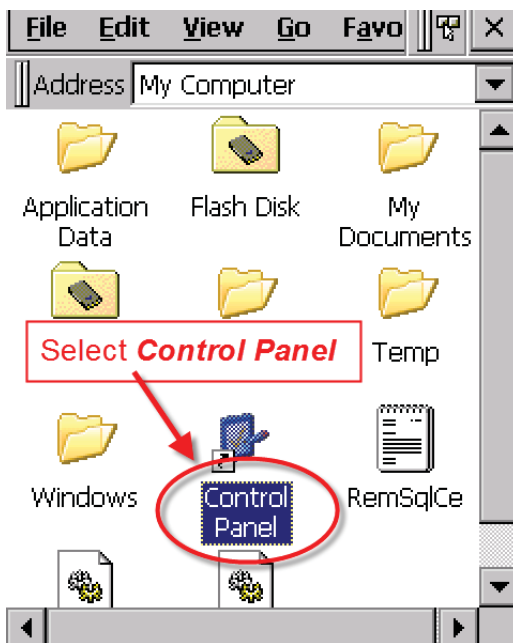 File Edit View Go Favo
Address My Computer
Application
Data
Flash Disk
My
Documents
Select Control Panel
Temp
Windows
Control
Panel
RemSqlCe